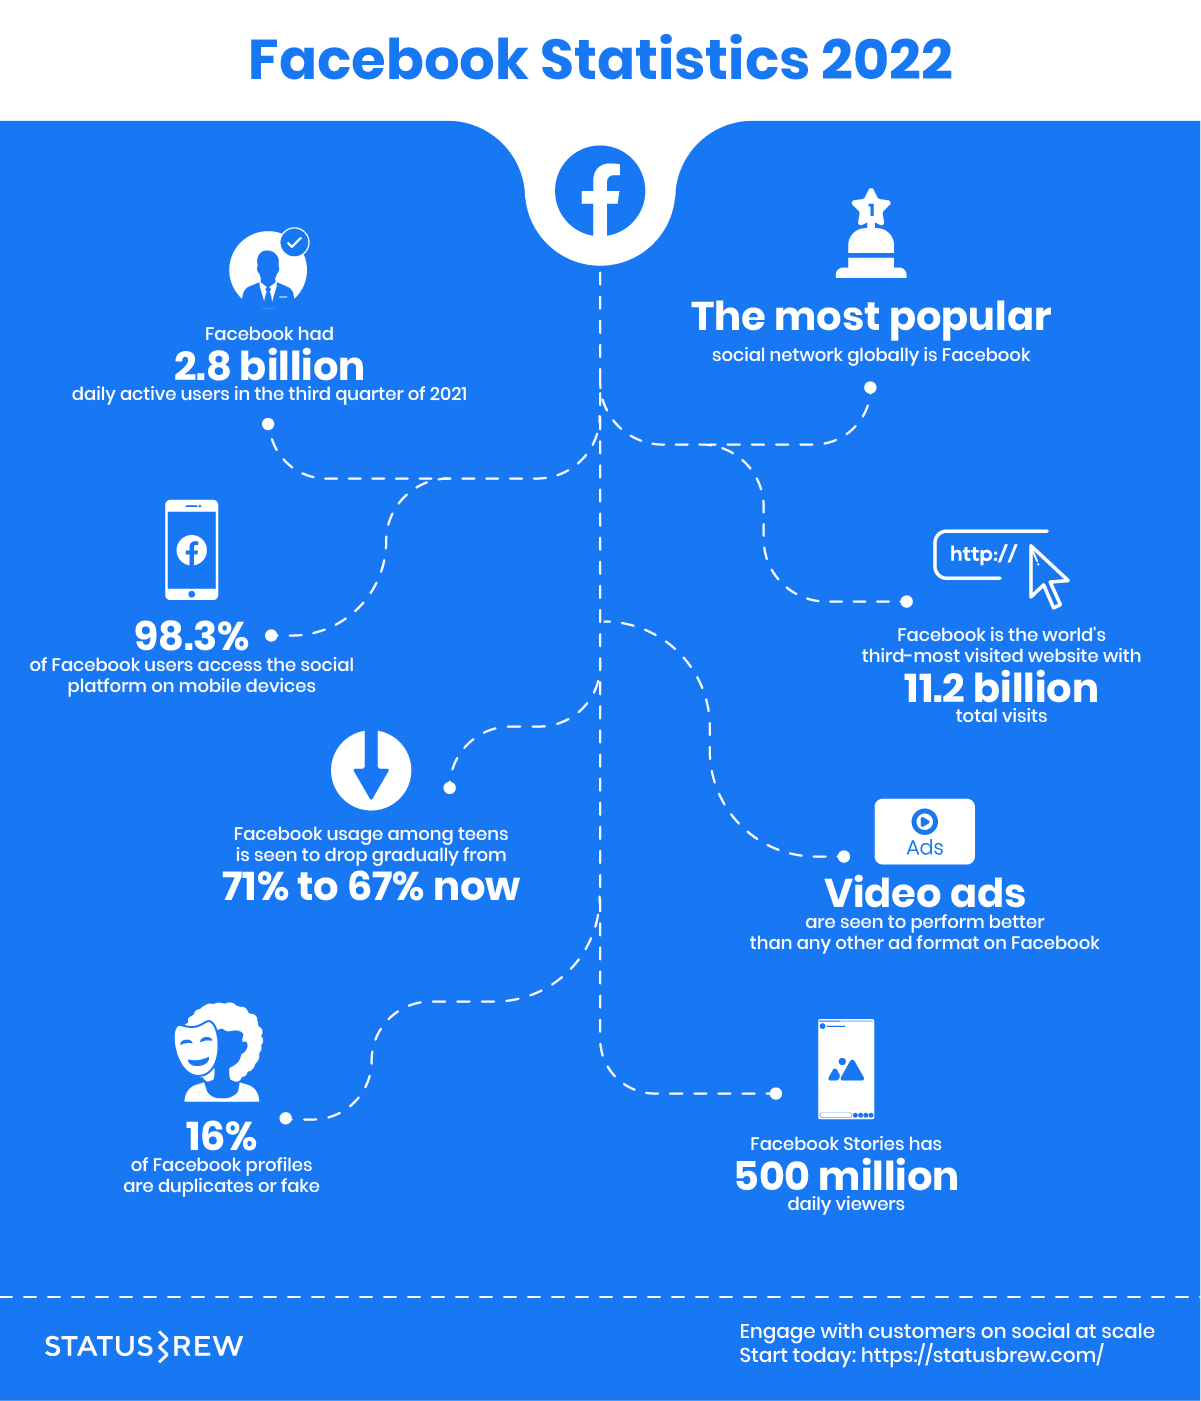 Facebook Statistics 2022
1
Facebook had
2.8 billion
daily active users in the third quarter of 2021
The most popular
social network globally is Facebook
98.3%
of Facebook users access the social
platform on mobile devices
http://
Facebook is the world's
third-most visited website with
11.2 billion
total visits
Facebook usage among teens
is seen to drop gradually from
71% to 67% now
Ads
Video ads
are seen to perform better
than any other ad format on Facebook
16%
of Facebook profiles
are duplicates or fake
Facebook Stories has
500 million
daily viewers
STATUSBREW
Engage with customers on social at scale
Start today: https://statusbrew.com/